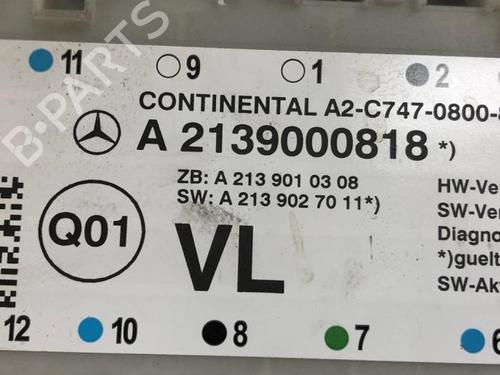 11 9 1 2
CONTINENTAL A2-C747-0800-
A 2139000818 *)
ZB: A 213 901 03 08
SW: A 213 902 70 11*)
HW-Ve
SW-Ver
Diagno
*)guelt
SW-Ak
Q01
VL
12 10 8 7 6
B-PARTS